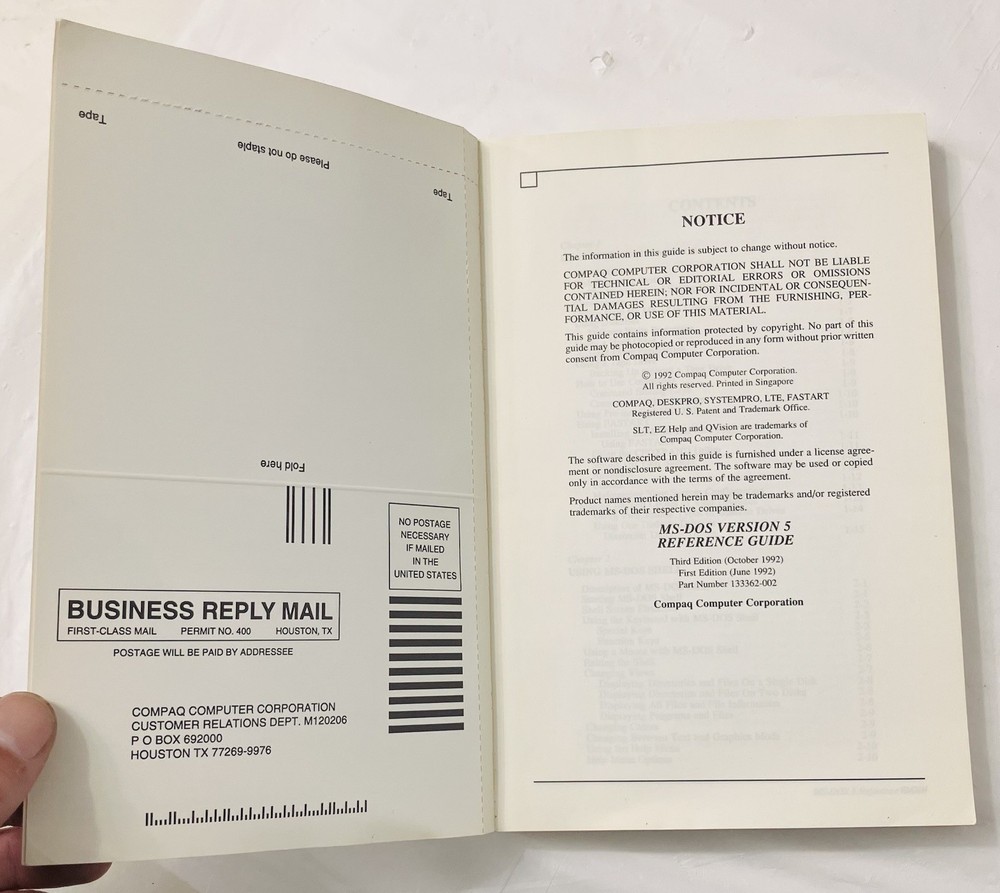 Tape
Please do not staple
Tape
Fold here
NO POSTAGE
NECESSARY
IF MAILED
IN THE
UNITED STATES
BUSINESS REPLY MAIL
FIRST-CLASS MAIL PERMIT NO. 400 HOUSTON, TX
POSTAGE WILL BE PAID BY ADDRESSEE
COMPAQ COMPUTER CORPORATION
CUSTOMER RELATIONS DEPT. M120206
P O BOX 692000
HOUSTON TX 77269-9976
NOTICE
The information in this guide is subject to change without notice.
COMPAQ COMPUTER CORPORATION SHALL NOT BE LIABLE
FOR TECHNICAL OR EDITORIAL ERRORS OR OMISSIONS
CONTAINED HEREIN; NOR FOR INCIDENTAL OR CONSEQUEN-
TIAL DAMAGES RESULTING FROM THE FURNISHING, PER-
FORMANCE, OR USE OF THIS MATERIAL.
This guide contains information protected by copyright. No part of this
guide may be photocopied or reproduced in any form without prior written
consent from Compaq Computer Corporation.
© 1992 Compaq Computer Corporation.
All rights reserved. Printed in Singapore
COMPAQ, DESKPRO, SYSTEMPRO, LTE, FASTART
Registered U. S. Patent and Trademark Office.
SLT, EZ Help and QVision are trademarks of
Compaq Computer Corporation.
The software described in this guide is furnished under a license agree-
ment or nondisclosure agreement. The software may be used or copied
only in accordance with the terms of the agreement.
Product names mentioned herein may be trademarks and/or registered
trademarks of their respective companies.
MS-DOS VERSION 5
REFERENCE GUIDE
Third Edition (October 1992)
First Edition (June 1992)
Part Number 133362-002
Compaq Computer Corporation